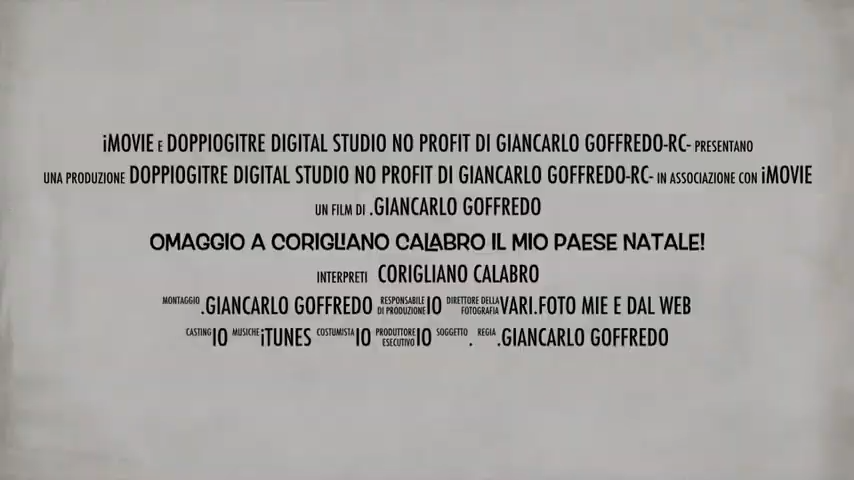 iMOVIE E DOPPIOGITRE DIGITAL STUDIO NO PROFIT DI GIANCARLO GOFFREDO-RC- PRESENTANO
UNA PRODUZIONE DOPPIOGITRE DIGITAL STUDIO NO PROFIT DI GIANCARLO GOFFREDO-RC- IN ASSOCIAZIONE CON iMOVIE
UN FILM DI .GIANCARLO GOFFREDO
OMAGGIO A CORIGLIANO CALABRO IL MIO PAESE NATALE!
INTERPRETI CORIGLIANO CALABRO
MONTAGGIO .GIANCARLO GOFFREDO RESPONSABILE DI PRODUZIONE IO DIRETTORE DELLA FOTOGRAFIA VARI.FOTO MIE E DAL WEB
CASTING IO MUSICHE iTUNES COSTUMISTA IO PRODUTTORE ESECUTIVO IO SOGGETTO . REGIA .GIANCARLO GOFFREDO